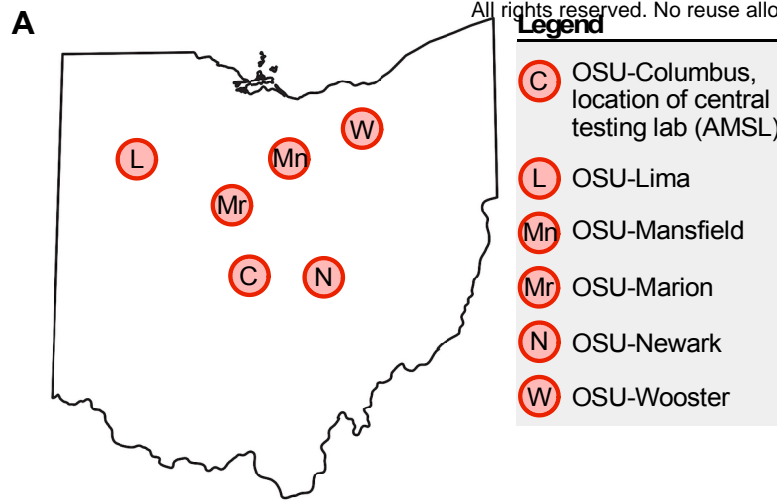 All rights reserved. No reuse allo
A
Legend
C OSU-Columbus,
location of central
testing lab (AMSL)
L OSU-Lima
Mn OSU-Mansfield
Mr OSU-Marion
N OSU-Newark
W OSU-Wooster
W
L
Mn
Mr
C
N